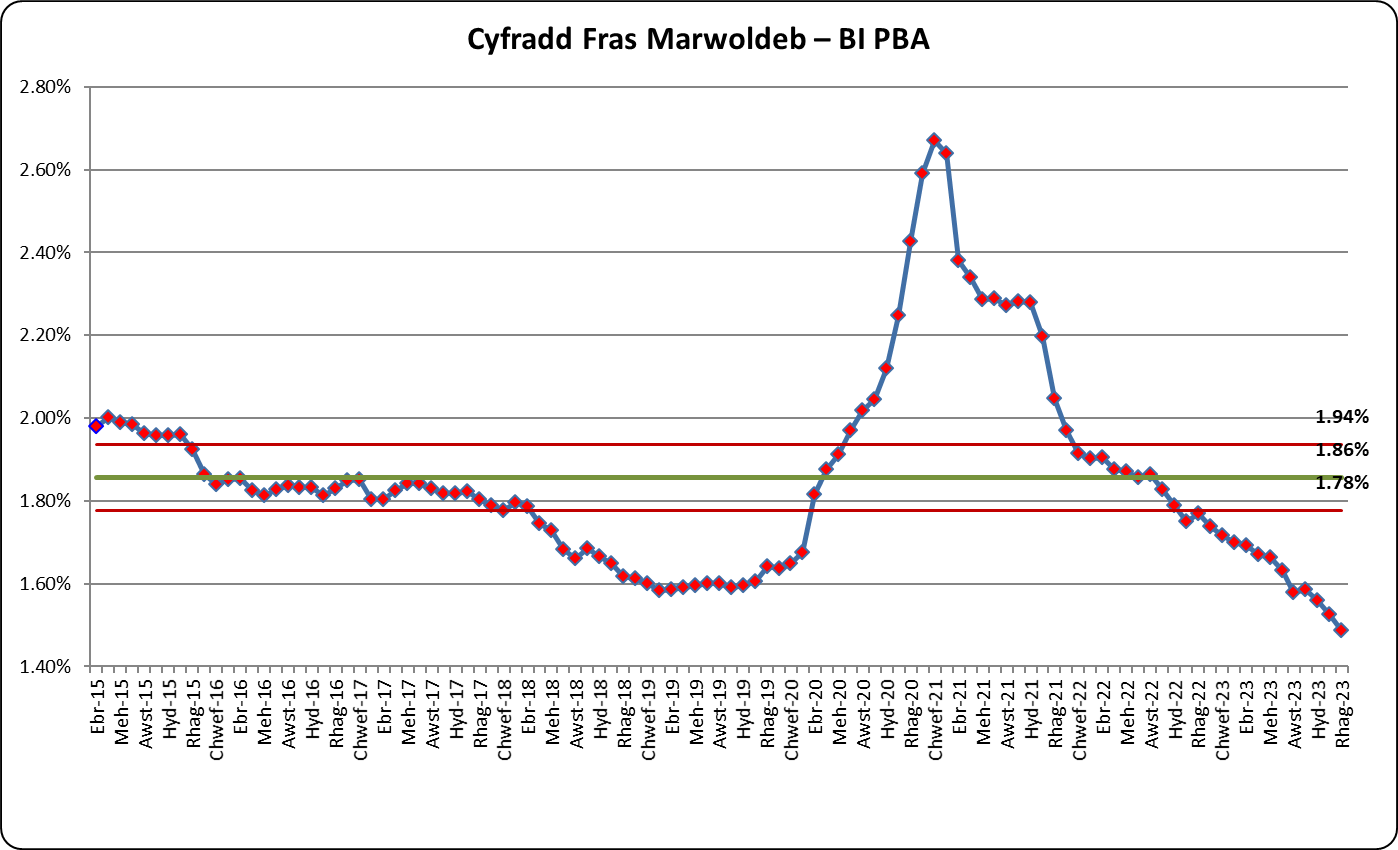 Cyfradd Fras Marwoldeb – BI PBA
2.80%
2.60%
2.40%
2.20%
2.00%
1.80%
1.60%
1.40%
1.94%
1.86%
1.78%
Ebr-15
Meh-15
Awst-15
Hyd-15
Rhag-15
Chwef-16
Ebr-16
Meh-16
Awst-16
Hyd-16
Rhag-16
Chwef-17
Ebr-17
Meh-17
Awst-17
Hyd-17
Rhag-17
Chwef-18
Ebr-18
Meh-18
Awst-18
Hyd-18
Rhag-18
Chwef-19
Ebr-19
Meh-19
Awst-19
Hyd-19
Rhag-19
Chwef-20
Ebr-20
Meh-20
Awst-20
Hyd-20
Rhag-20
Chwef-21
Ebr-21
Meh-21
Awst-21
Hyd-21
Rhag-21
Chwef-22
Ebr-22
Meh-22
Awst-22
Hyd-22
Rhag-22
Chwef-23
Ebr-23
Meh-23
Awst-23
Hyd-23
Rhag-23